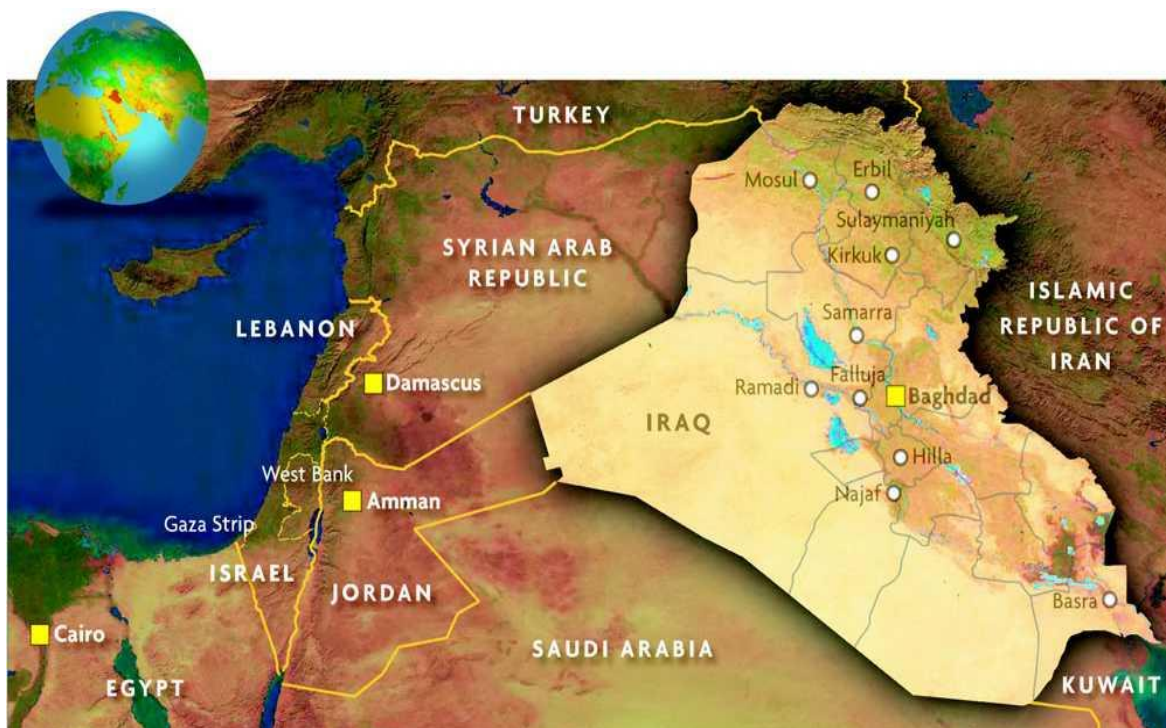 TURKEY
Mosul
Erbil
Sulaymaniyah
Kirkuk
SYRIAN ARAB
REPUBLIC
ISLAMIC
REPUBLIC OF
IRAN
LEBANON
Samarra
Damascus
Ramadi
Falluja
Baghdad
IRAQ
Hilla
West Bank
Amman
Najaf
Gaza Strip
ISRAEL
JORDAN
Basra
Cairo
SAUDI ARABIA
EGYPT
KUWAIT